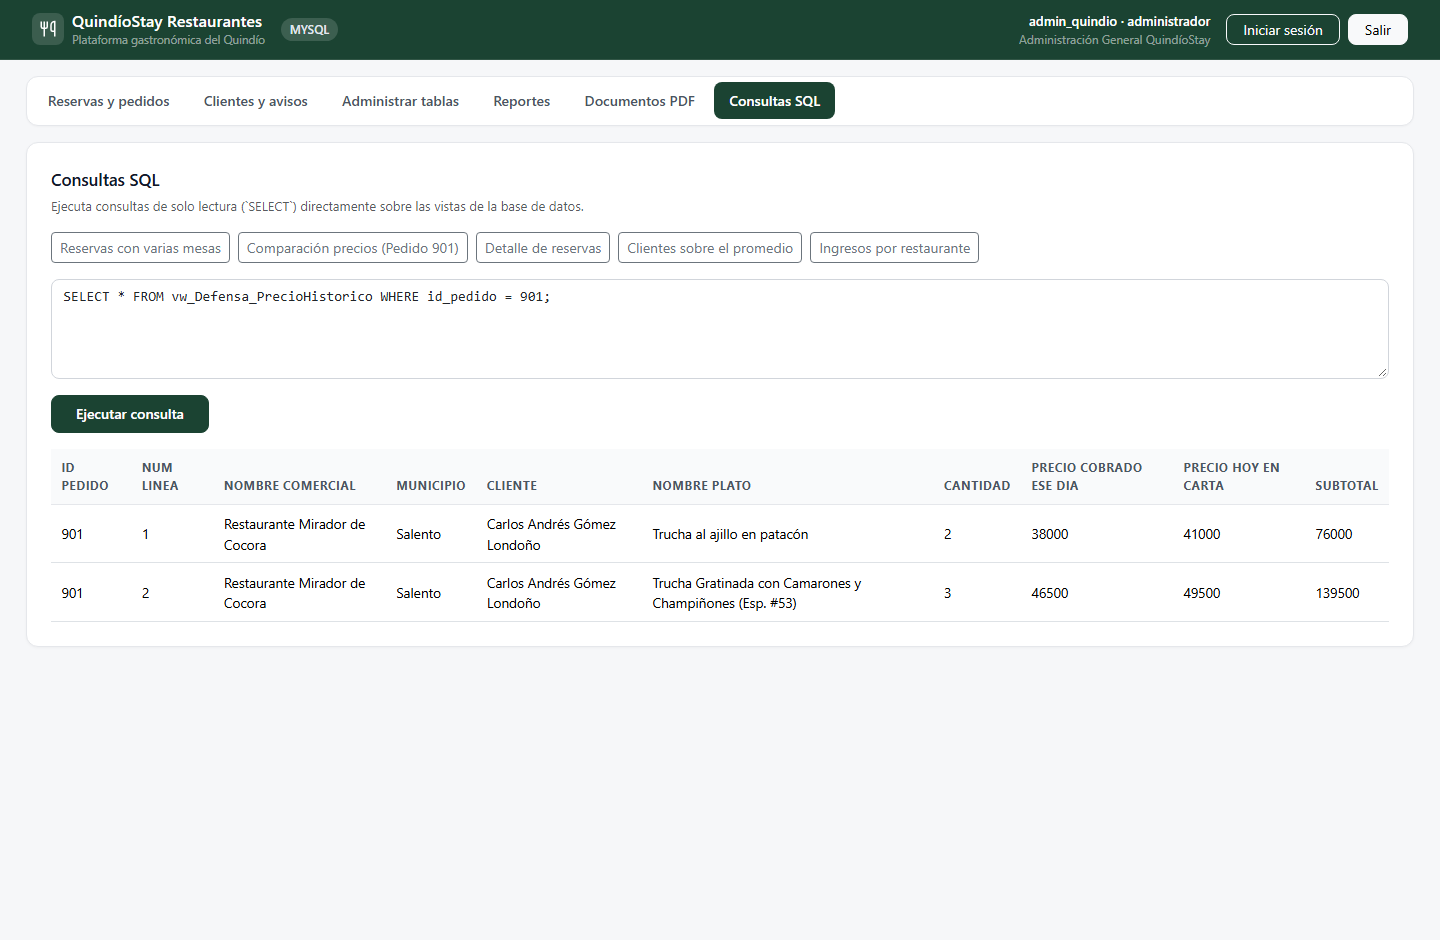 QuindíoStay Restaurantes
Plataforma gastronómica del Quindío
MYSQL
admin_quindio · administrador
Administración General QuindíoStay
Iniciar sesión
Salir
Reservas y pedidos
Clientes y avisos
Administrar tablas
Reportes
Documentos PDF
Consultas SQL
Consultas SQL
Ejecuta consultas de solo lectura (`SELECT`) directamente sobre las vistas de la base de datos.
Reservas con varias mesas
Comparación precios (Pedido 901)
Detalle de reservas
Clientes sobre el promedio
Ingresos por restaurante
SELECT * FROM vw_Defensa_PrecioHistorico WHERE id_pedido = 901;
Ejecutar consulta
ID PEDIDO
NUM LINEA
NOMBRE COMERCIAL
MUNICIPIO
CLIENTE
NOMBRE PLATO
CANTIDAD
PRECIO COBRADO ESE DIA
PRECIO HOY EN CARTA
SUBTOTAL
901
1
Restaurante Mirador de
Cocora
Salento
Carlos Andrés Gómez
Londoño
Trucha al ajillo en patacón
2
38000
41000
76000
901
2
Restaurante Mirador de
Cocora
Salento
Carlos Andrés Gómez
Londoño
Trucha Gratinada con Camarones y
Champiñones (Esp. #53)
3
46500
49500
139500